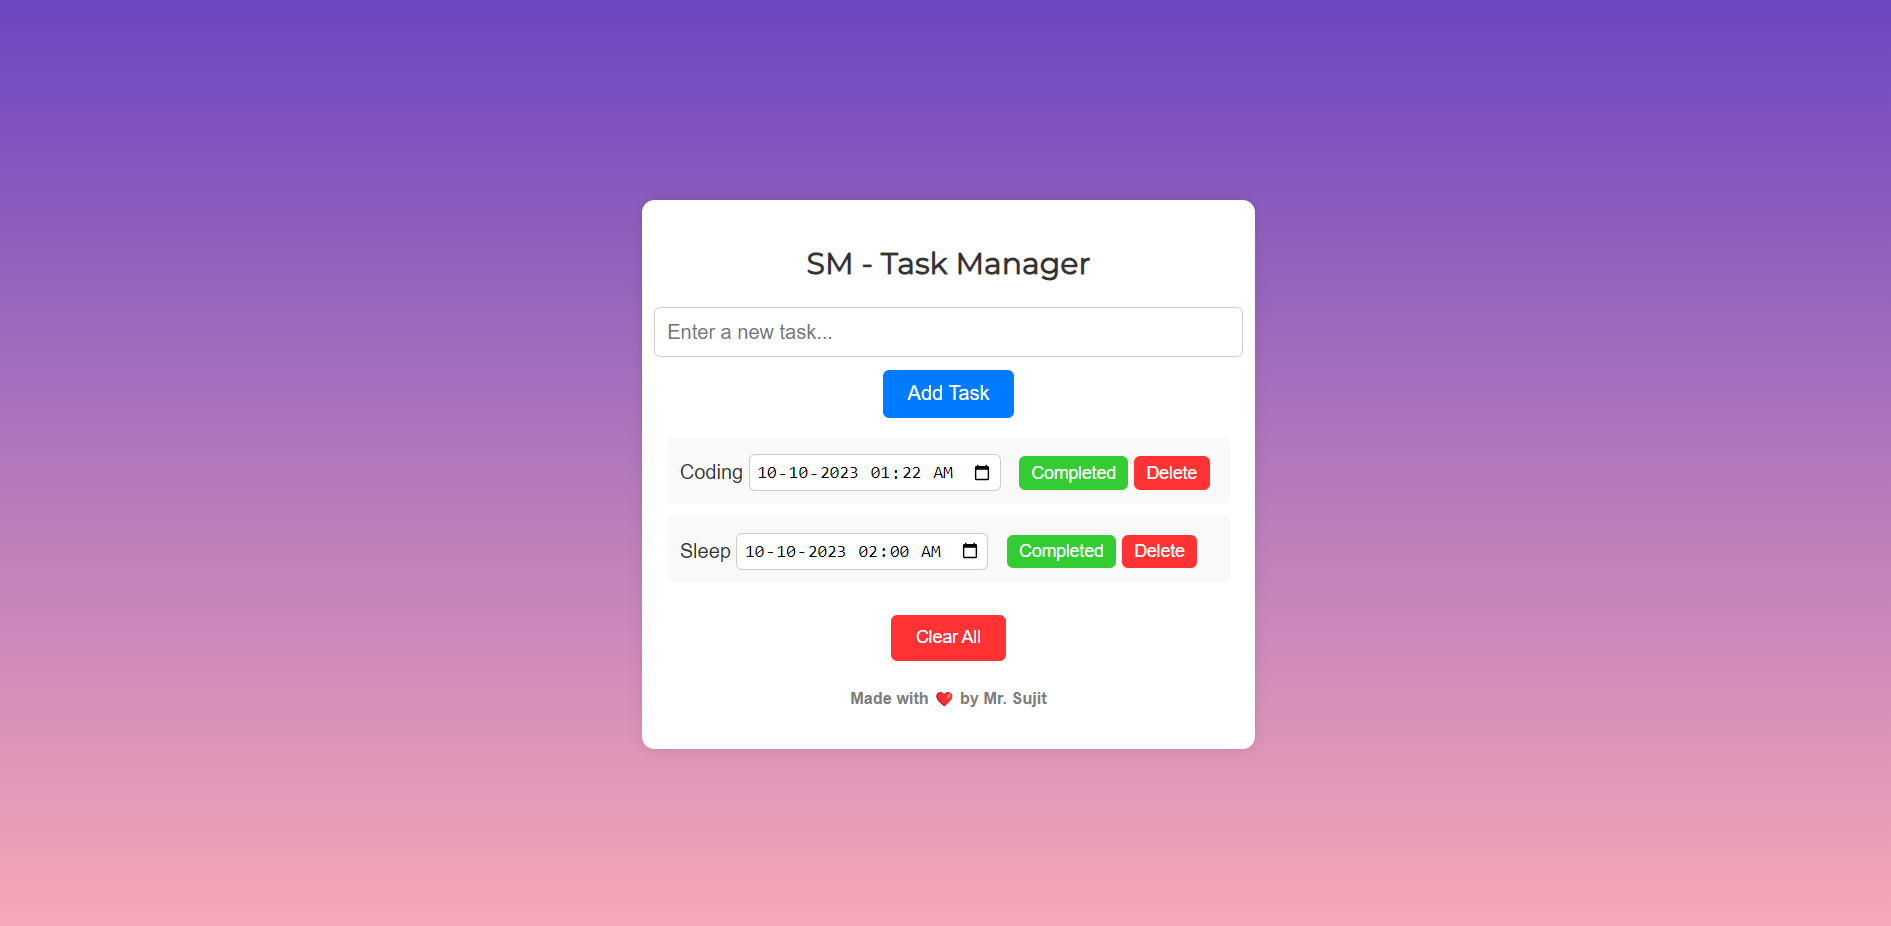 SM - Task Manager
Enter a new task...
Add Task
Coding 10-10-2023 01:22 AM Completed Delete
Sleep 10-10-2023 02:00 AM Completed Delete
Clear All
Made with ❤️ by Mr. Sujit